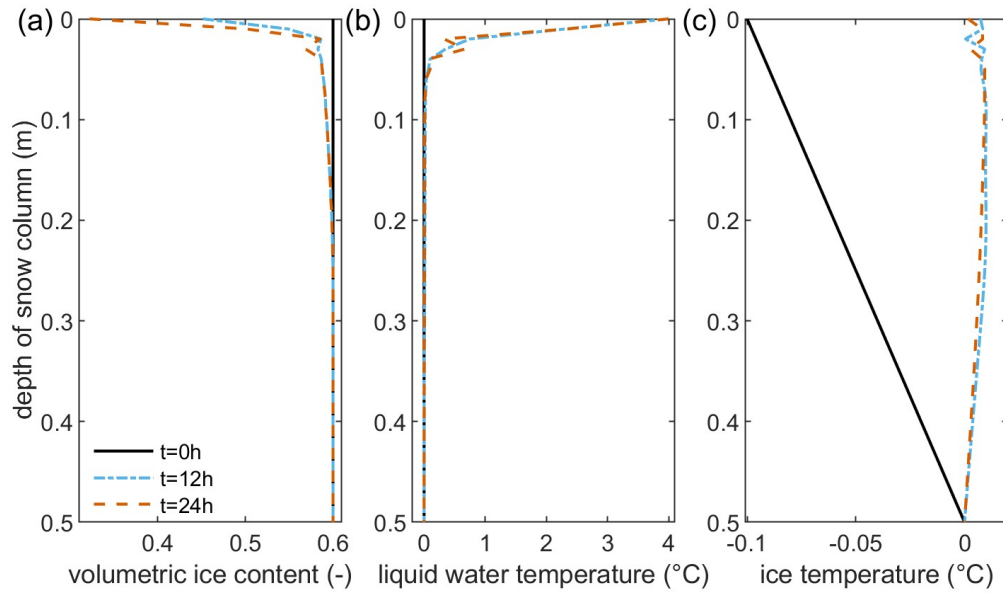 (a)
(b)
(c)
0
0.1
0.2
0.3
0.4
0.5
depth of snow column (m)
t=0h
t=12h
t=24h
0.4 0.5 0.6
volumetric ice content (-)
0
0.1
0.2
0.3
0.4
0.5
0 1 2 3 4
liquid water temperature (°C)
0
0.1
0.2
0.3
0.4
0.5
-0.1 -0.05 0
ice temperature (°C)